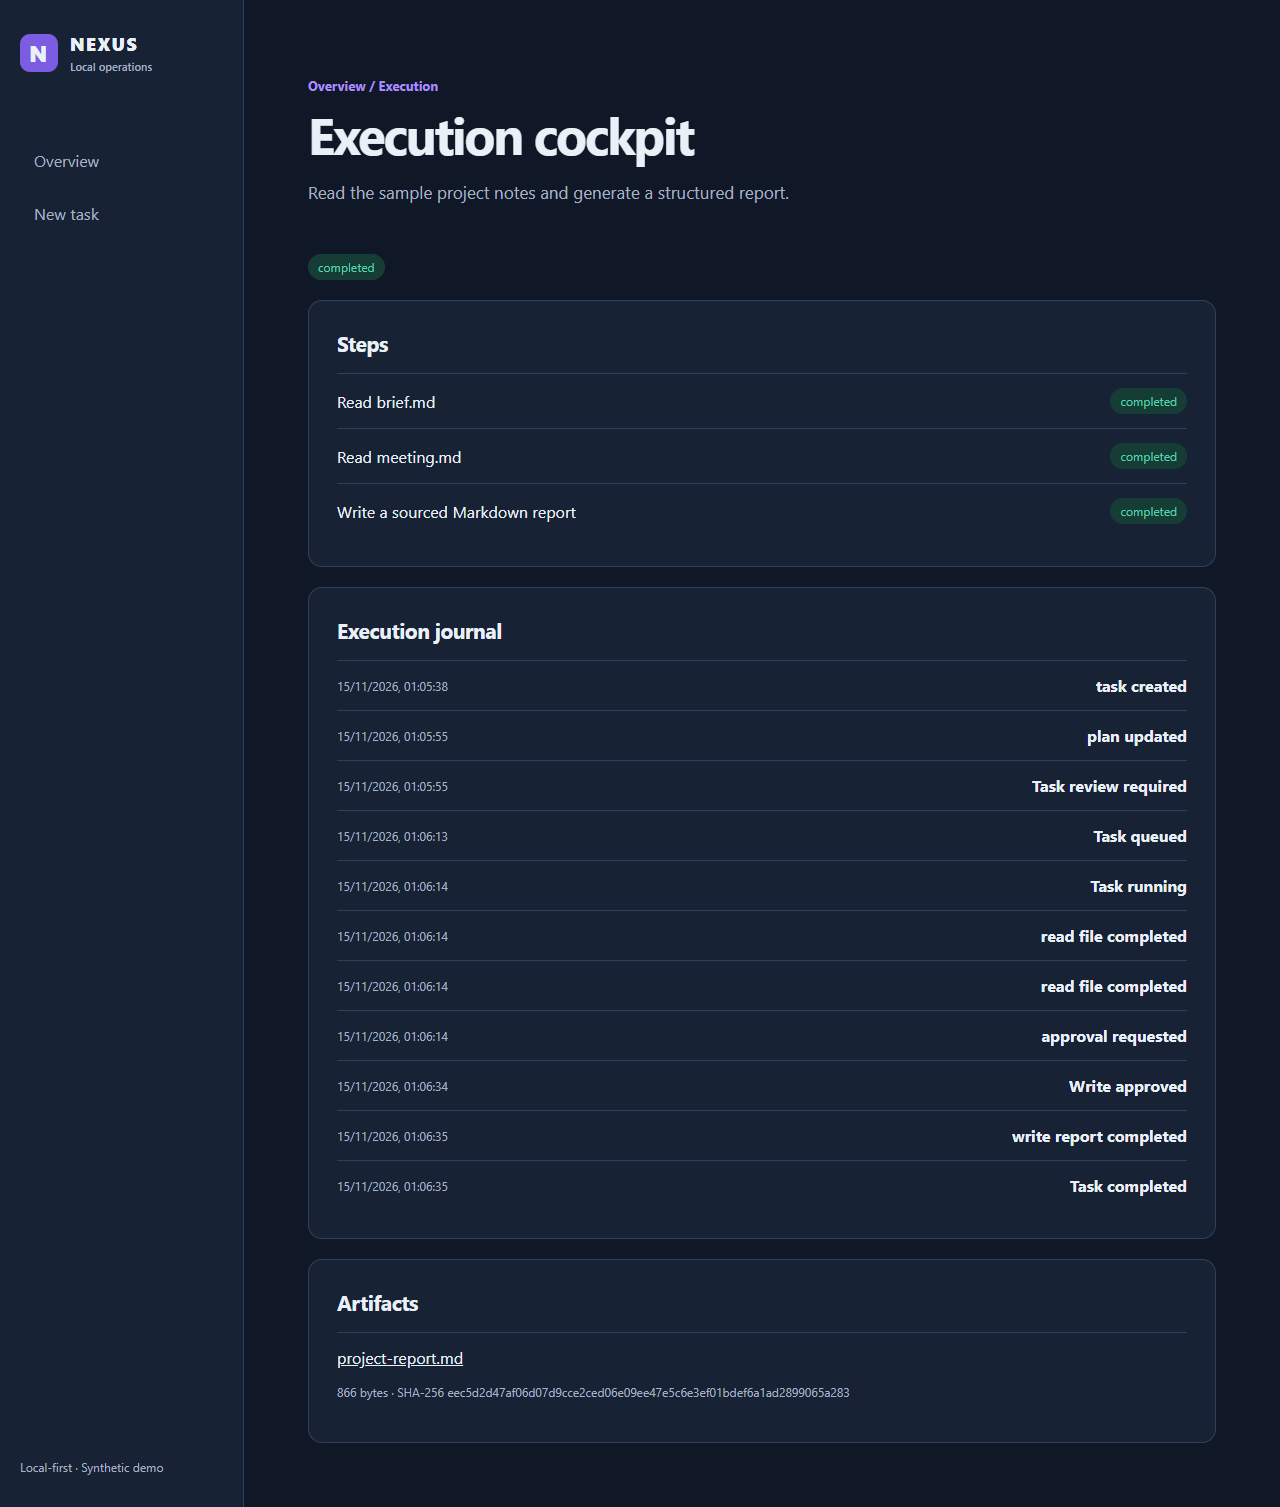 N
NEXUS
Local operations
Overview
New task
Local-first · Synthetic demo
Overview / Execution
Execution cockpit
Read the sample project notes and generate a structured report.
completed
Steps
Read brief.md completed
Read meeting.md completed
Write a sourced Markdown report completed
Execution journal
15/11/2026, 01:05:38 task created
15/11/2026, 01:05:55 plan updated
15/11/2026, 01:05:55 Task review required
15/11/2026, 01:06:13 Task queued
15/11/2026, 01:06:14 Task running
15/11/2026, 01:06:14 read file completed
15/11/2026, 01:06:14 read file completed
15/11/2026, 01:06:14 approval requested
15/11/2026, 01:06:34 Write approved
15/11/2026, 01:06:35 write report completed
15/11/2026, 01:06:35 Task completed
Artifacts
project-report.md
866 bytes · SHA-256 eec5d2d47af06d07d9cce2ced06e09ee47e5c6e3ef01bdef6a1ad2899065a283